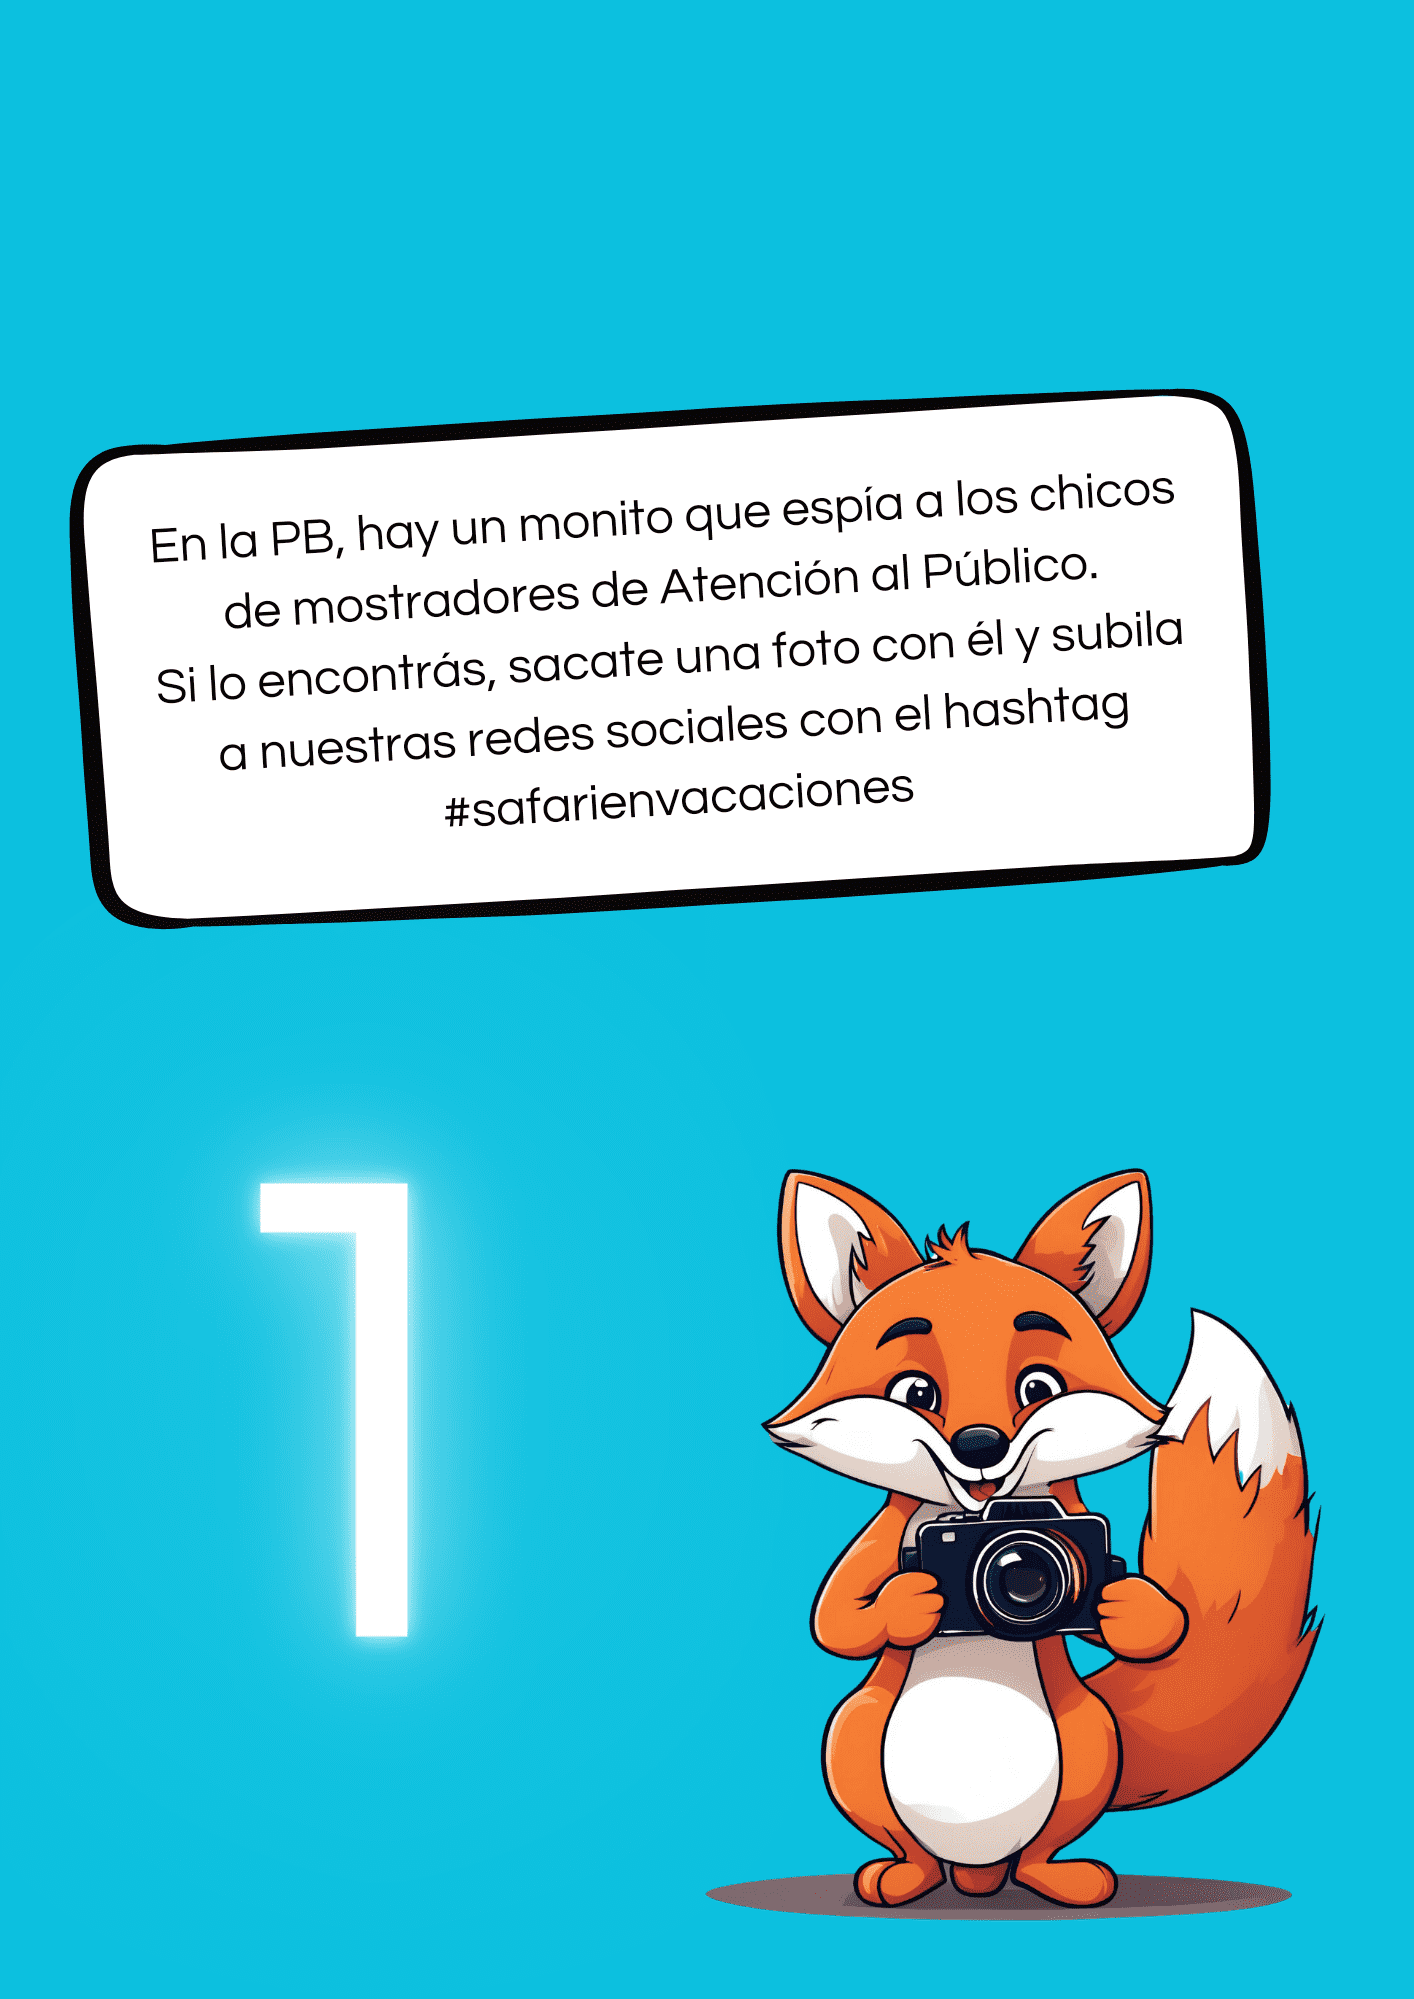 En la PB, hay un monito que espía a los chicos
de mostradores de Atención al Público.
Si lo encontrás, sacate una foto con él y subila
a nuestras redes sociales con el hashtag
#safarienvacaciones
1